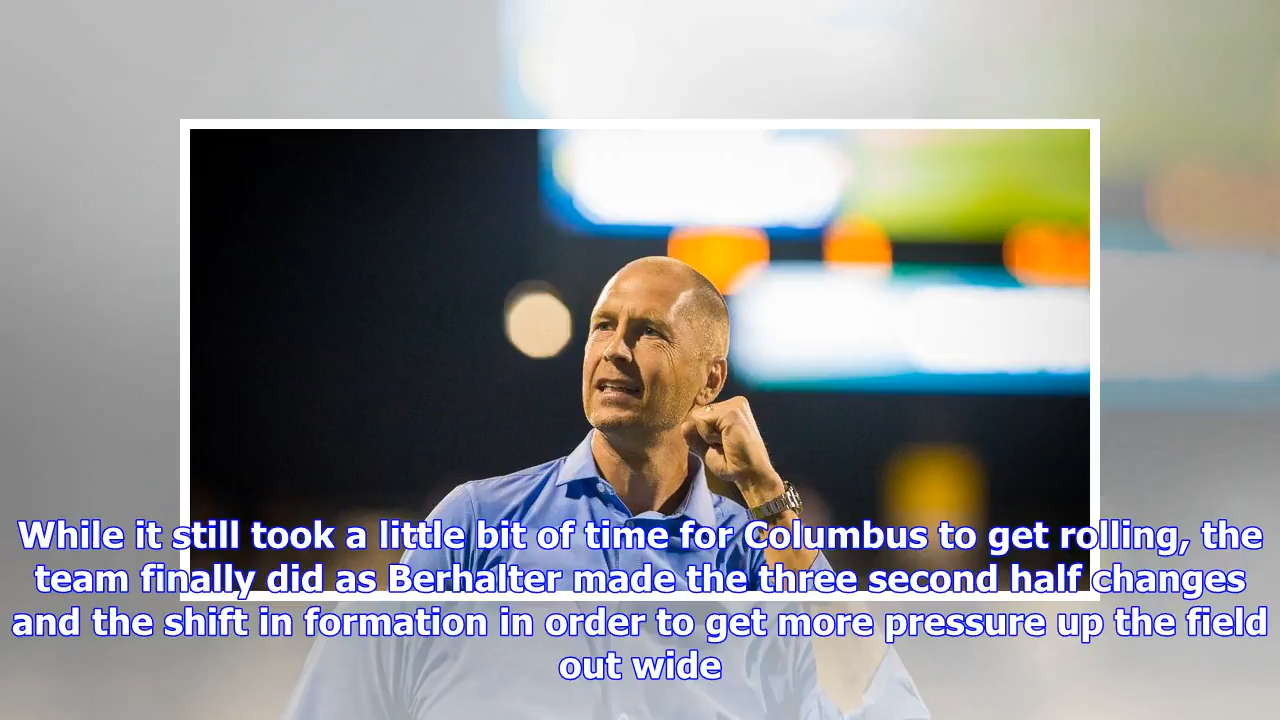 While it still took a little bit of time for Columbus to get rolling, the
team finally did as Berhalter made the three second half changes
and the shift in formation in order to get more pressure up the field
out wide